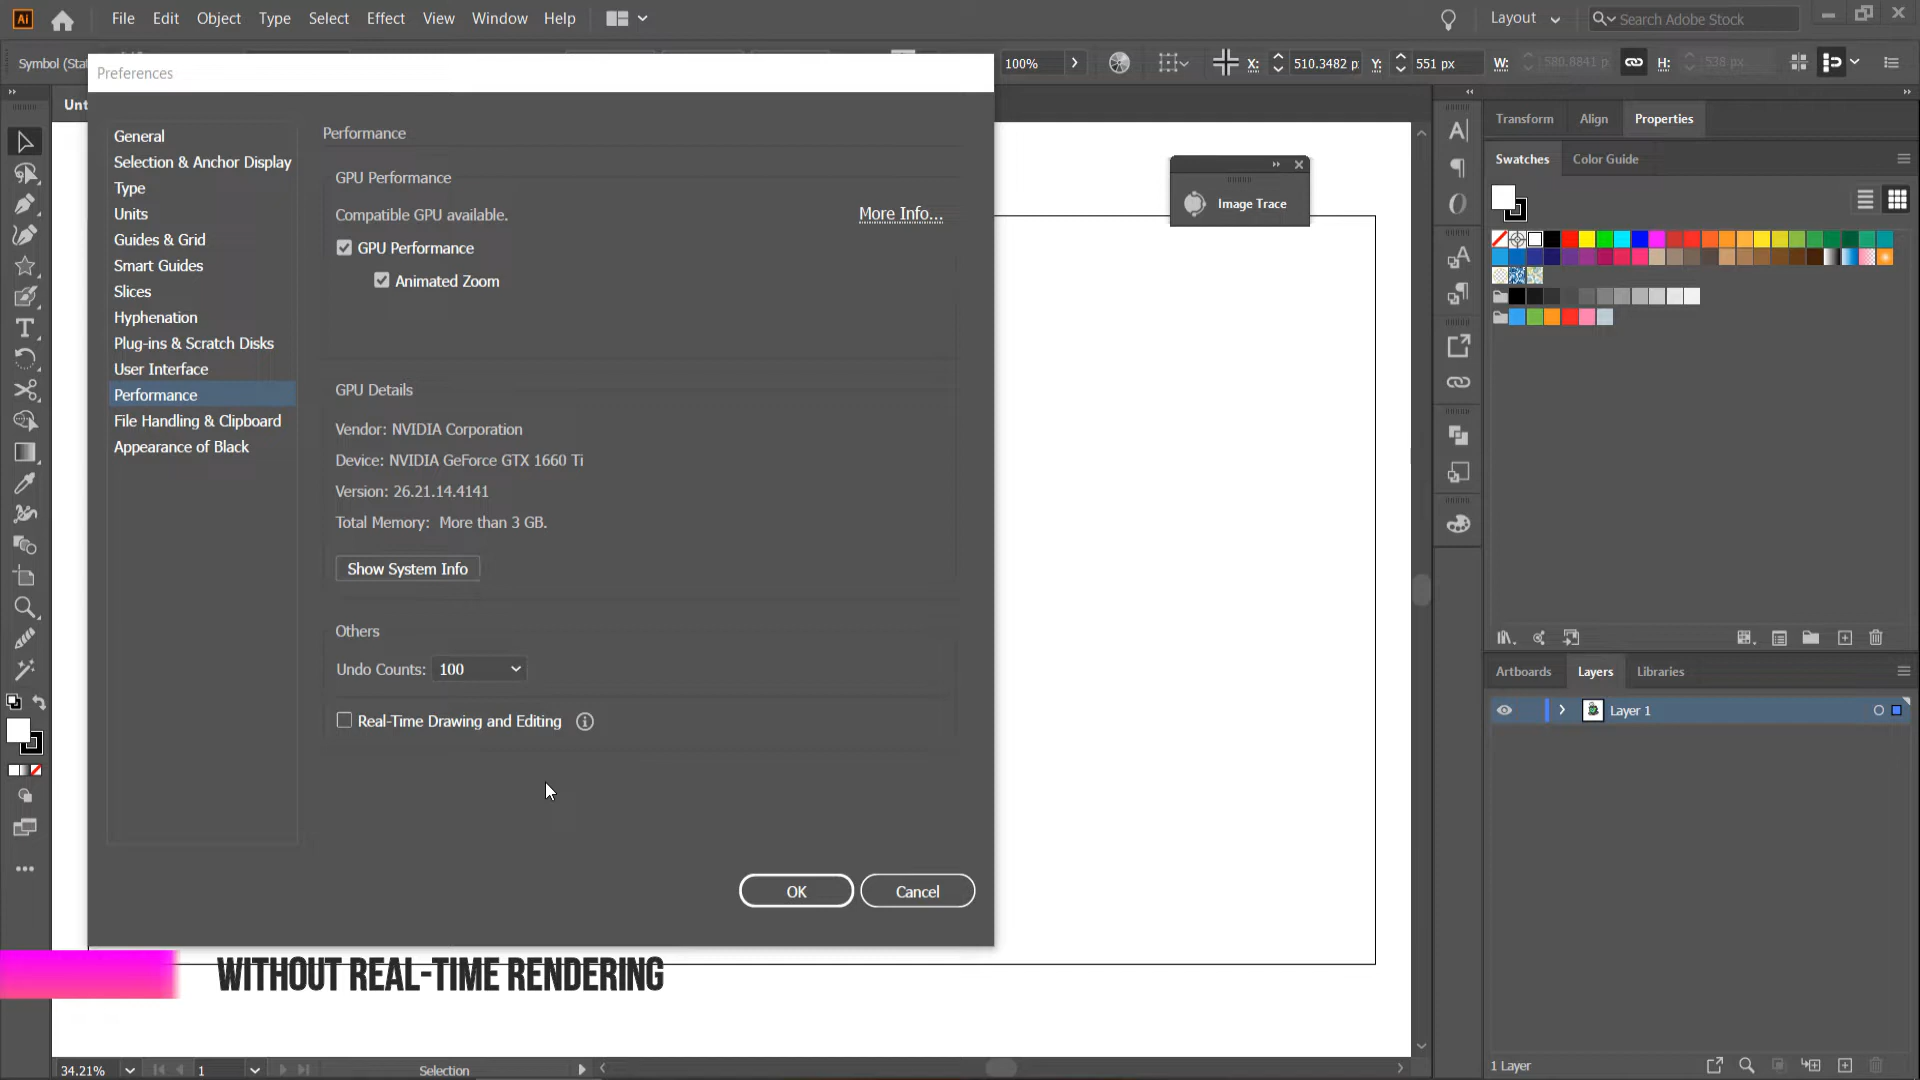 Ai File Edit Object Type Select Effect View Window Help Layout Search Adobe Stock
Symbol (Sta
100% X: 510.3482 p Y: 551 px W: 580.8841 p H: 538 px
Preferences
Unt
General
Selection & Anchor Display
Type
Units
Guides & Grid
Smart Guides
Slices
Hyphenation
Plug-ins & Scratch Disks
User Interface
Performance
File Handling & Clipboard
Appearance of Black
Performance
GPU Performance
Compatible GPU available.
More Info...
GPU Performance
Animated Zoom
GPU Details
Vendor: NVIDIA Corporation
Device: NVIDIA GeForce GTX 1660 Ti
Version: 26.21.14.4141
Total Memory: More than 3 GB.
Show System Info
Others
Undo Counts: 100
Real-Time Drawing and Editing
OK Cancel
Image Trace
Transform Align Properties
Swatches Color Guide
Artboards Layers Libraries
Layer 1
WITHOUT REAL-TIME RENDERING
34.21% 1 Selection
1 Layer